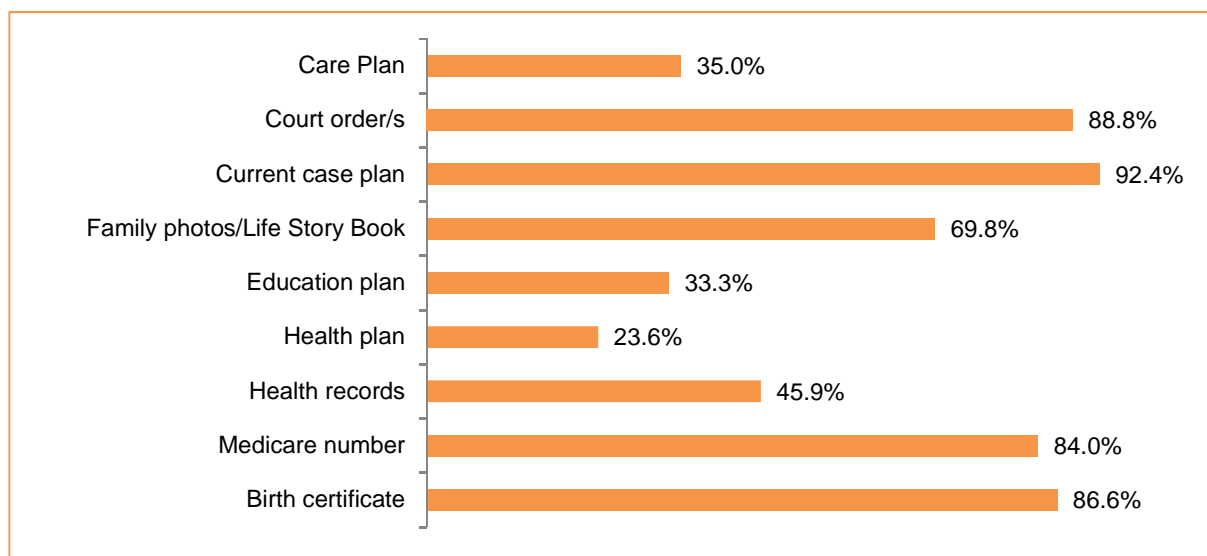 Care Plan 35.0%
Court order/s 88.8%
Current case plan 92.4%
Family photos/Life Story Book 69.8%
Education plan 33.3%
Health plan 23.6%
Health records 45.9%
Medicare number 84.0%
Birth certificate 86.6%